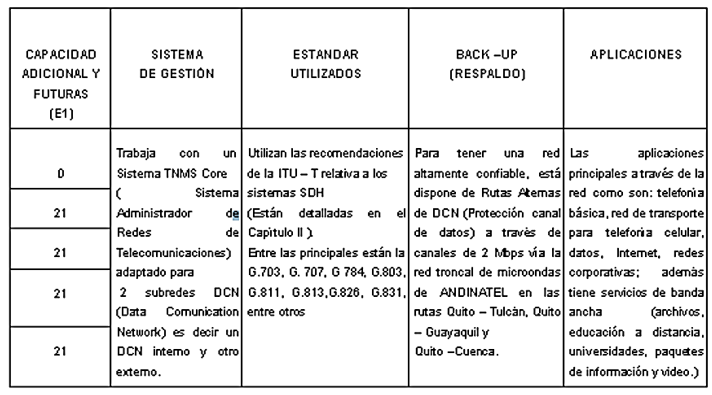 CAPACIDAD
ADICIONAL Y
FUTURAS
(E1)
SISTEMA
DE GESTIÓN
ESTANDAR
UTILIZADOS
BACK –UP
(RESPALDO)
APLICACIONES
0
21
21
21
21
Trabaja con un
Sistema TNMS Core
( Sistema
Administrador de
Redes de
Telecomunicaciones)
adaptado para
2 subredes DCN
(Data Comunication
Network) es decir un
DCN interno y otro
externo.
Utilizan las recomendaciones
de la ITU – T relativa a los
sistemas SDH
(Están detalladas en el
Capítulo II ).
Entre las principales están la
G.703, G. 707, G 784, G.803,
G.811, G.813,G.826, G.831,
entre otros
Para tener una red
altamente confiable, está
dispone de Rutas Alternas
de DCN (Protección canal
de datos) a través de
canales de 2 Mbps vía la
red troncal de microondas
de ANDINATEL en las
rutas Quito – Tulcán, Quito
– Guayaquil y
Quito –Cuenca.
Las aplicaciones
principales a través de la
red como son: telefonía
básica, red de transporte
para telefonía celular,
datos, Internet, redes
corporativas; además
tiene servicios de banda
ancha (archivos,
educación a distancia,
universidades, paquetes
de información y video.)